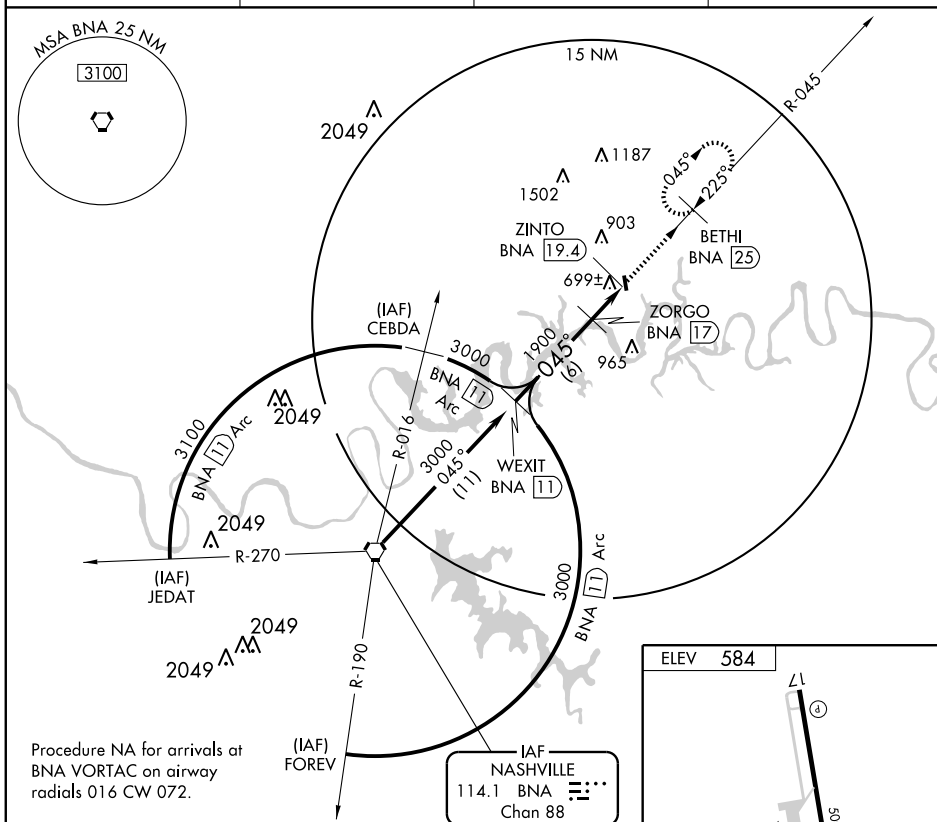 MSA BNA 25 NM
3100
15 NM
R-045
2049
1187
1502
045°
225°
903
ZINTO
BNA 19.4
BETHI
BNA 25
699±
ZORGO
BNA 17
(IAF)
CEBDA
3000
1900
045°
(6)
965
BNA 11
Arc
2049
3100
BNA 11 Arc
R-016
3000
045°
(11)
WEXIT
BNA 11
2049
R-270
(IAF)
JEDAT
3000
BNA 11 Arc
2049
2049
R-190
ELEV 584
17
P
50
(IAF)
FOREV
Procedure NA for arrivals at
BNA VORTAC on airway
radials 016 CW 072.
IAF
NASHVILLE
114.1 BNA
Chan 88